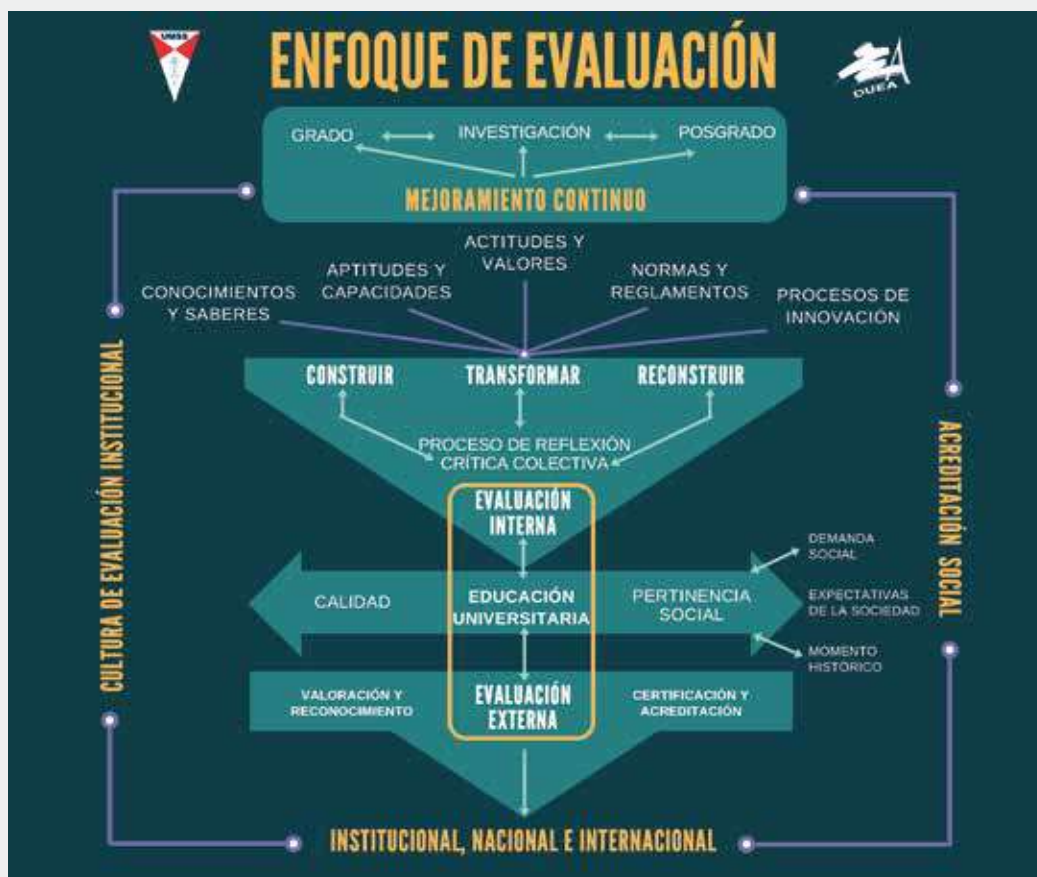 UMSS
ENFOQUE DE EVALUACIÓN
DUEA
GRADO
INVESTIGACIÓN
POSGRADO
MEJORAMIENTO CONTINUO
ACTITUDES Y
VALORES
APTITUDES Y
CAPACIDADES
NORMAS Y
REGLAMENTOS
CONOCIMIENTOS
Y SABERES
PROCESOS DE
INNOVACIÓN
CONSTRUIR
TRANSFORMAR
RECONSTRUIR
PROCESO DE REFLEXIÓN
CRÍTICA COLECTIVA
EVALUACIÓN
INTERNA
CALIDAD
EDUCACIÓN
UNIVERSITARIA
PERTINENCIA
SOCIAL
DEMANDA
SOCIAL
EXPECTATIVAS
DE LA SOCIEDAD
MOMENTO
HISTÓRICO
VALORACIÓN Y
RECONOCIMIENTO
EVALUACIÓN
EXTERNA
CERTIFICACIÓN Y
ACREDITACIÓN
CULTURA DE EVALUACIÓN INSTITUCIONAL
ACREDITACIÓN SOCIAL
INSTITUCIONAL, NACIONAL E INTERNACIONAL